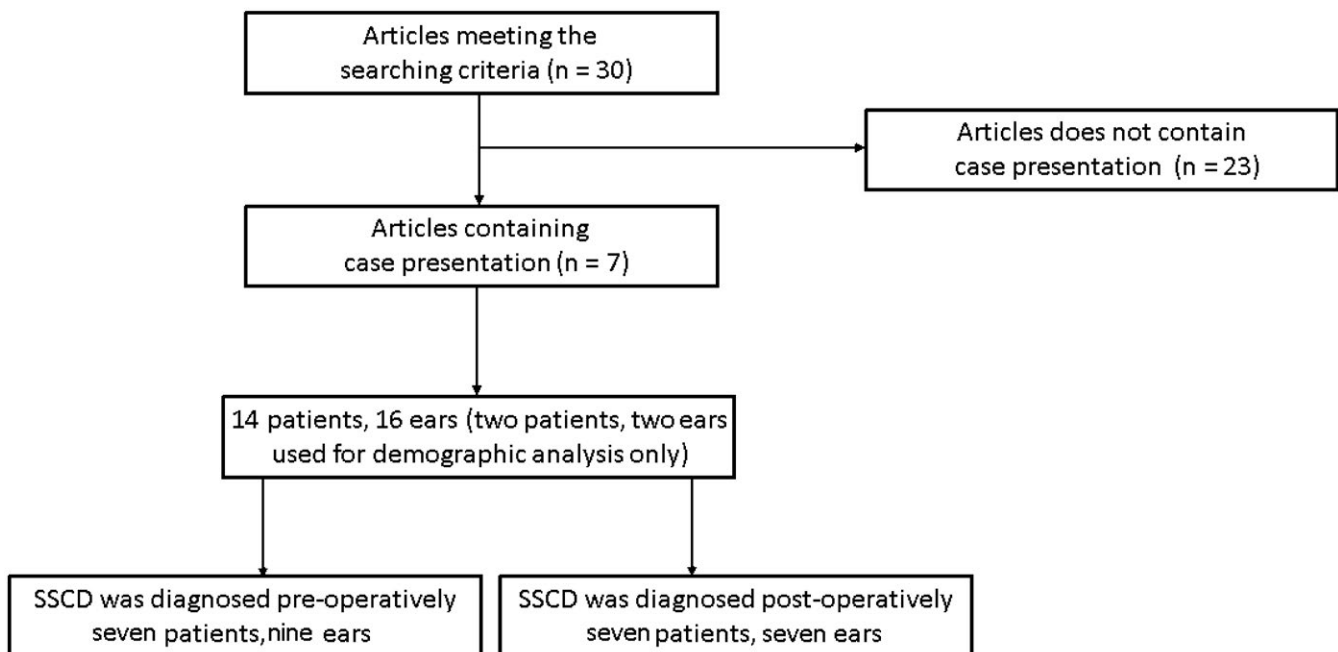 Articles meeting the
searching criteria (n = 30)
Articles does not contain
case presentation (n = 23)
Articles containing
case presentation (n = 7)
14 patients, 16 ears (two patients, two ears
used for demographic analysis only)
SSCD was diagnosed pre-operatively
seven patients,nine ears
SSCD was diagnosed post-operatively
seven patients, seven ears